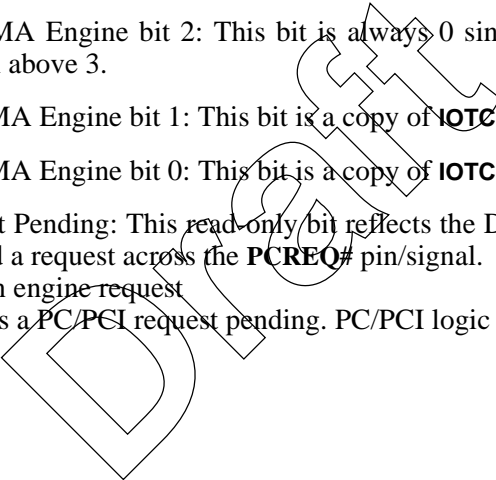 MA Engine bit 2: This bit is always 0 sin
above 3.
MA Engine bit 1: This bit is a copy of IOTC
MA Engine bit 0: This bit is a copy of IOTC
t Pending: This read-only bit reflects the D
a request across the PCREQ# pin/signal.
engine request
s a PC/PCI request pending. PC/PCI logic
Draft